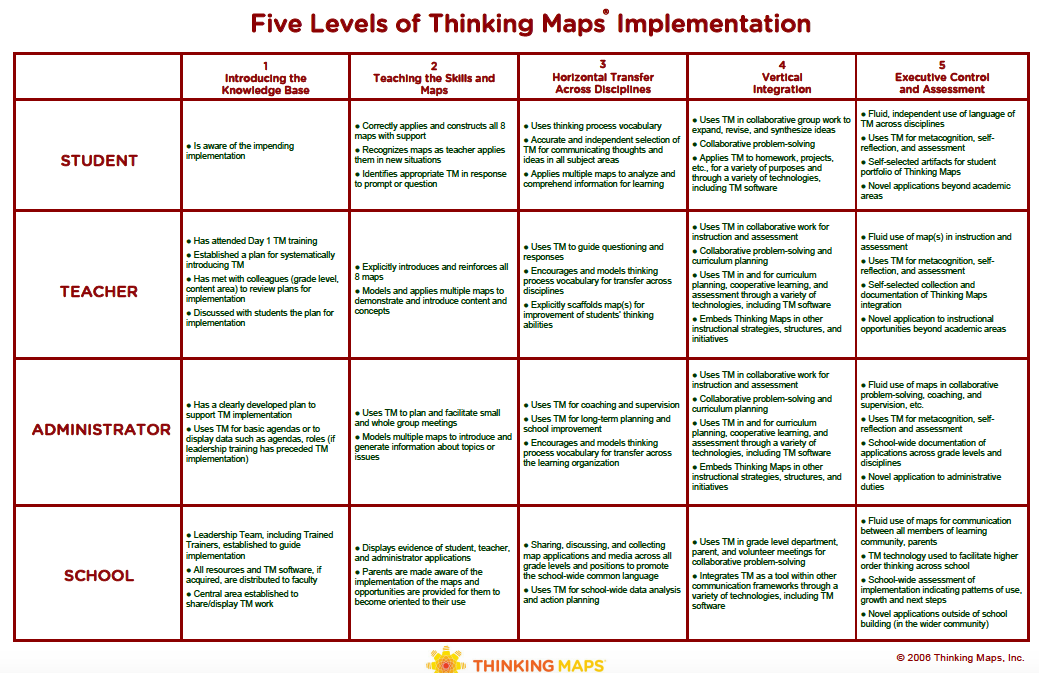 Five Levels of Thinking Maps® Implementation
1
Introducing the
Knowledge Base
2
Teaching the Skills and
Maps
3
Horizontal Transfer
Across Disciplines
4
Vertical
Integration
5
Executive Control
and Assessment
STUDENT
● Is aware of the impending
implementation
● Correctly applies and constructs all 8
maps with support
● Recognizes maps as teacher applies
them in new situations
● Identifies appropriate TM in response
to prompt or question
● Uses thinking process vocabulary
● Accurate and independent selection of
TM for communicating thoughts and
ideas in all subject areas
● Applies multiple maps to analyze and
comprehend information for learning
● Uses TM in collaborative group work to
expand, revise, and synthesize ideas
● Collaborative problem-solving
● Applies TM to homework, projects,
etc., for a variety of purposes and
through a variety of technologies,
including TM software
● Fluid, independent use of language of
TM across disciplines
● Uses TM for metacognition, self-
reflection, and assessment
● Self-selected artifacts for student
portfolio of Thinking Maps
● Novel applications beyond academic
areas
TEACHER
● Has attended Day 1 TM training
● Established a plan for systematically
introducing TM
● Has met with colleagues (grade level,
content area) to review plans for
implementation
● Discussed with students the plan for
implementation
● Explicitly introduces and reinforces all
8 maps
● Models and applies multiple maps to
demonstrate and introduce content and
concepts
● Uses TM to guide questioning and
responses
● Encourages and models thinking
process vocabulary for transfer across
disciplines
● Explicitly scaffolds map(s) for
improvement of students' thinking
abilities
● Uses TM in collaborative work for
instruction and assessment
● Collaborative problem-solving and
curriculum planning
● Uses TM in and for curriculum
planning, cooperative learning, and
assessment through a variety of
technologies, including TM software
● Embeds Thinking Maps in other
instructional strategies, structures, and
initiatives
● Fluid use of map(s) in instruction and
assessment
● Uses TM for metacognition, self-
reflection, and assessment
● Self-selected collection and
documentation of Thinking Maps
integration
● Novel application to instructional
opportunities beyond academic areas
ADMINISTRATOR
● Has a clearly developed plan to
support TM implementation
● Uses TM for basic agendas or to
display data such as agendas, roles (if
leadership training has preceded TM
implementation)
● Uses TM to plan and facilitate small
and whole group meetings
● Models multiple maps to introduce and
generate information about topics or
issues
● Uses TM for coaching and supervision
● Uses TM for long-term planning and
school improvement
● Encourages and models thinking
process vocabulary for transfer across
the learning organization
● Uses TM in collaborative work for
instruction and assessment
● Collaborative problem-solving and
curriculum planning
● Uses TM in and for curriculum
planning, cooperative learning, and
assessment through a variety of
technologies, including TM software
● Embeds Thinking Maps in other
instructional strategies, structures, and
initiatives
● Fluid use of maps in collaborative
problem-solving, coaching, and
supervision, etc.
● Uses TM for metacognition, self-
reflection and assessment
● School-wide documentation of
applications across grade levels and
disciplines
● Novel application to administrative
duties
SCHOOL
● Leadership Team, including Trained
Trainers, established to guide
implementation
● All resources and TM software, if
acquired, are distributed to faculty
● Central area established to
share/display TM work
● Displays evidence of student, teacher,
and administrator applications
● Parents are made aware of the
implementation of the maps and
opportunities are provided for them to
become oriented to their use
● Sharing, discussing, and collecting
map applications and media across all
grade levels and positions to promote
the school-wide common language
● Uses TM for school-wide data analysis
and action planning
● Uses TM in grade level department,
parent, and volunteer meetings for
collaborative problem-solving
● Integrates TM as a tool within other
communication frameworks through a
variety of technologies, including TM
software
● Fluid use of maps for communication
between all members of learning
community, parents
● TM technology used to facilitate higher
order thinking across school
● School-wide assessment of
implementation indicating patterns of use,
growth and next steps
● Novel applications outside of school
building (in the wider community)
THINKING MAPS®
© 2006 Thinking Maps, Inc.